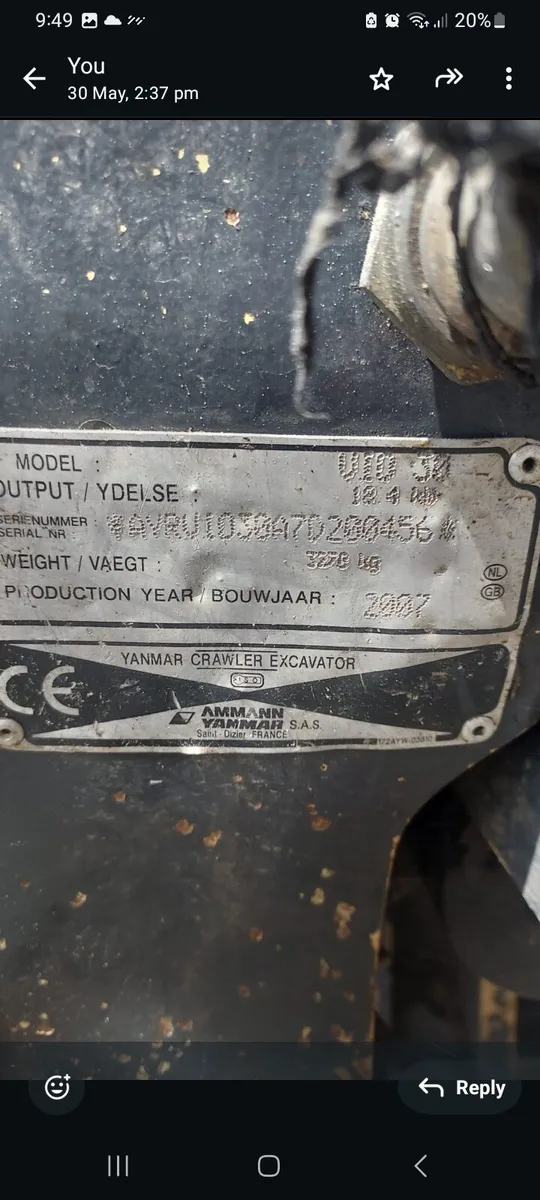 9:49
20%
You
30 May, 2:37 pm
MODEL :
VIO 30
OUTPUT / YDELSE :
18.4 kW
SERIENUMMER :
SERIAL NR :
AVRVIO30A7D200456
WEIGHT / VAEGT :
kg
PRODUCTION YEAR / BOUWJAAR :
2007
NL
GB
YANMAR CRAWLER EXCAVATOR
CE
AMMANN
YANMAR S.A.S.
Saint - Dizier FRANCE
Reply